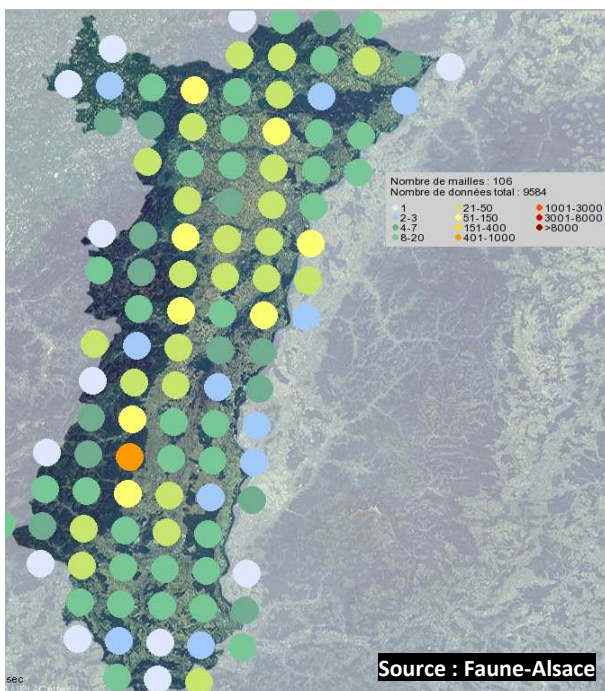 Nombre de mailles : 106
Nombre de données total : 9584
1 21-50 1001-3000
2-3 51-150 3001-8000
4-7 151-400 >8000
8-20 401-1000
sec
Source : Faune-Alsace